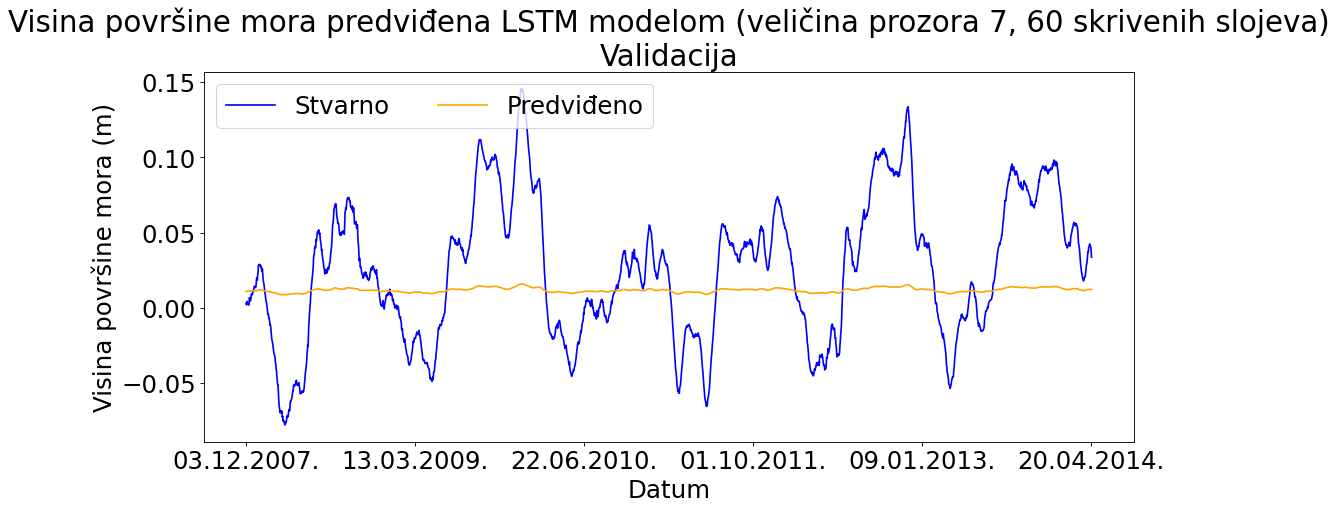 Visina površine mora predviđena LSTM modelom (veličina prozora 7, 60 skrivenih slojeva)
Validacija
Stvarno Predviđeno
Visina površine mora (m)
0.15
0.10
0.05
0.00
−0.05
03.12.2007. 13.03.2009. 22.06.2010. 01.10.2011. 09.01.2013. 20.04.2014.
Datum